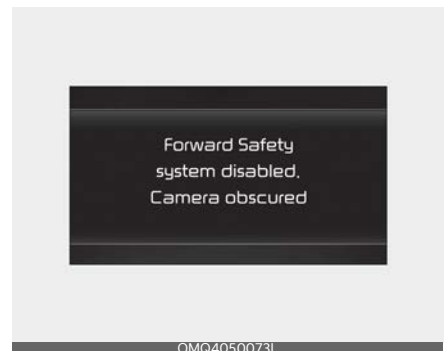 Forward Safety
system disabled,
Camera obscured
OMQ4050073L